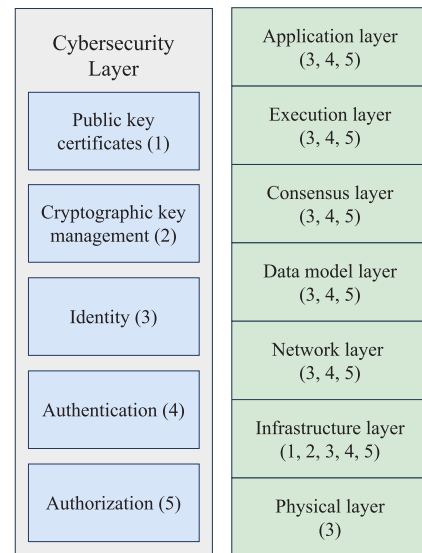 Cybersecurity
Layer
Public key
certificates (1)
Cryptographic key
management (2)
Identity (3)
Authentication (4)
Authorization (5)
Application layer
(3, 4, 5)
Execution layer
(3, 4, 5)
Consensus layer
(3, 4, 5)
Data model layer
(3, 4, 5)
Network layer
(3, 4, 5)
Infrastructure layer
(1, 2, 3, 4, 5)
Physical layer
(3)